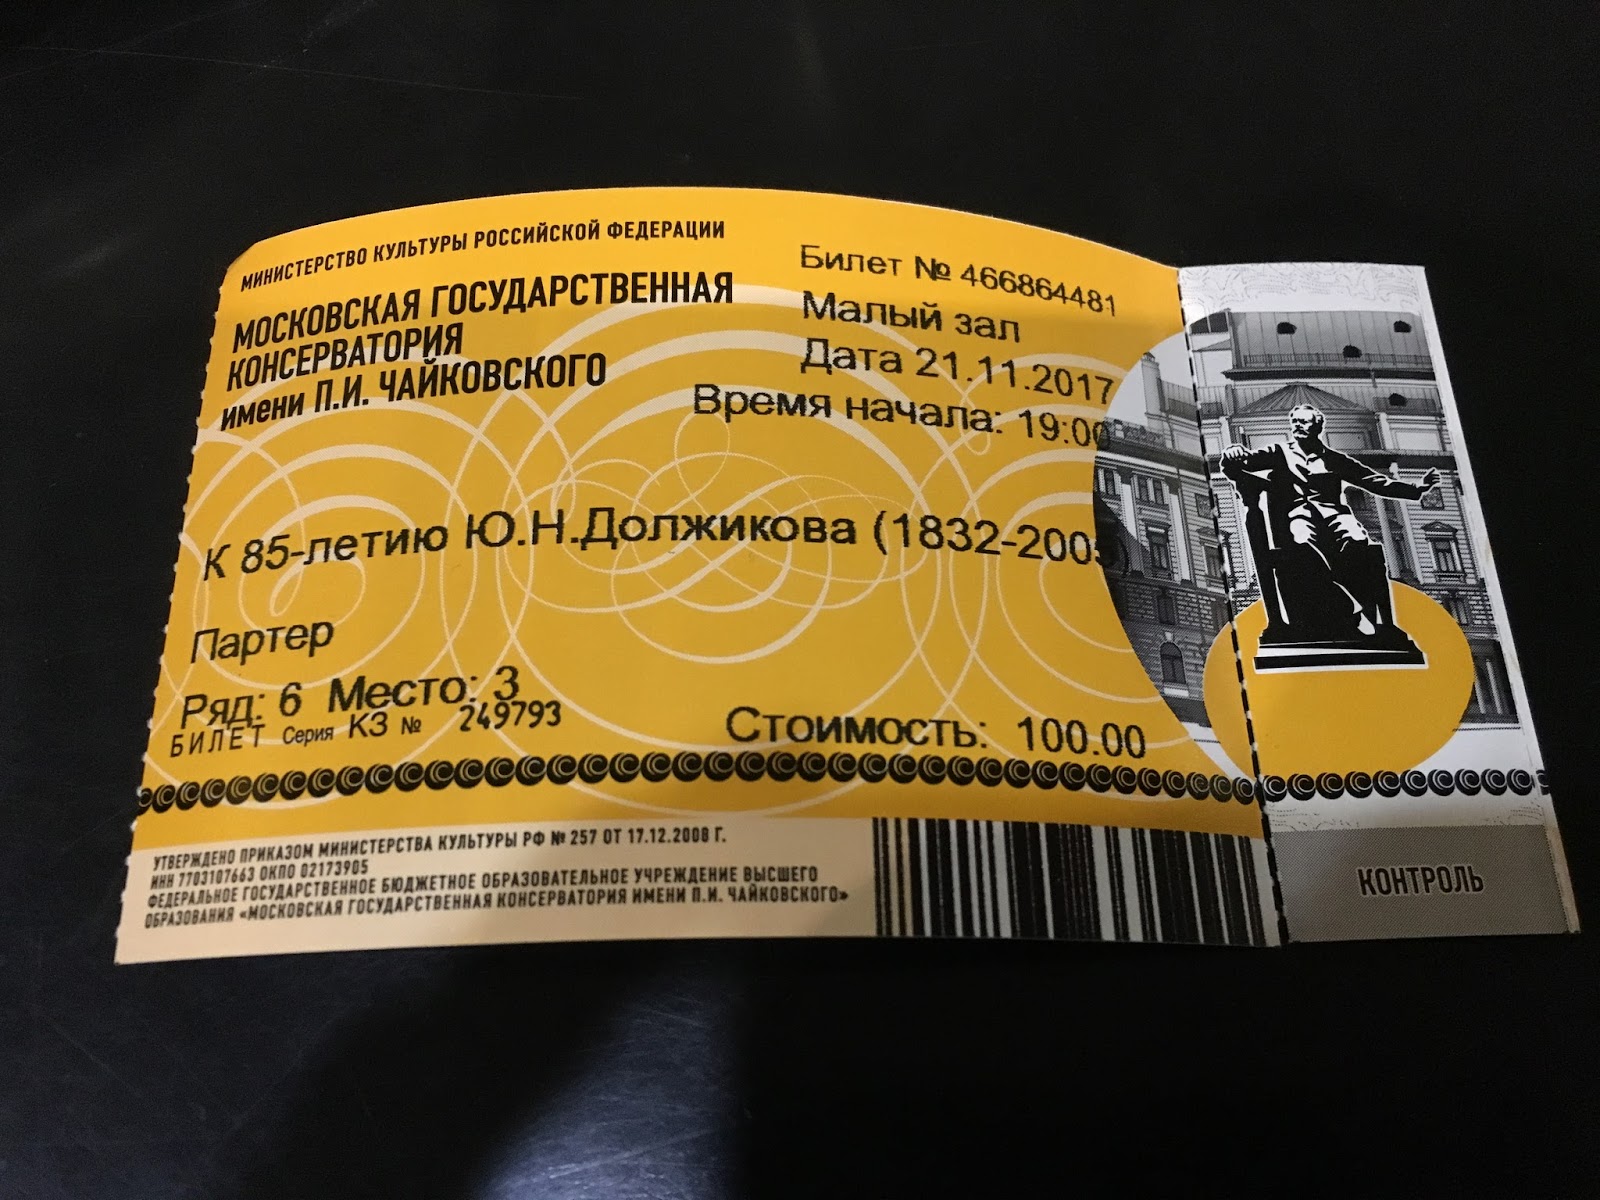 МИНИСТЕРСТВО КУЛЬТУРЫ РОССИЙСКОЙ ФЕДЕРАЦИИ
МОСКОВСКАЯ ГОСУДАРСТВЕННАЯ
КОНСЕРВАТОРИЯ
имени П.И. ЧАЙКОВСКОГО
Билет № 466864481
Малый зал
Дата 21.11.2017
Время начала: 19:00
К 85-летию Ю.Н.Должикова (1832-2005)
Партер
Ряд: 6 Место: 3
БИЛЕТ Серия КЗ № 249793
Стоимость: 100.00
УТВЕРЖДЕНО ПРИКАЗОМ МИНИСТЕРСТВА КУЛЬТУРЫ РФ № 257 ОТ 17.12.2008 Г.
ИНН 7703107663 ОКПО 02173905
ФЕДЕРАЛЬНОЕ ГОСУДАРСТВЕННОЕ БЮДЖЕТНОЕ ОБРАЗОВАТЕЛЬНОЕ УЧРЕЖДЕНИЕ ВЫСШЕГО
ОБРАЗОВАНИЯ «МОСКОВСКАЯ ГОСУДАРСТВЕННАЯ КОНСЕРВАТОРИЯ ИМЕНИ П.И. ЧАЙКОВСКОГО»
КОНТРОЛЬ